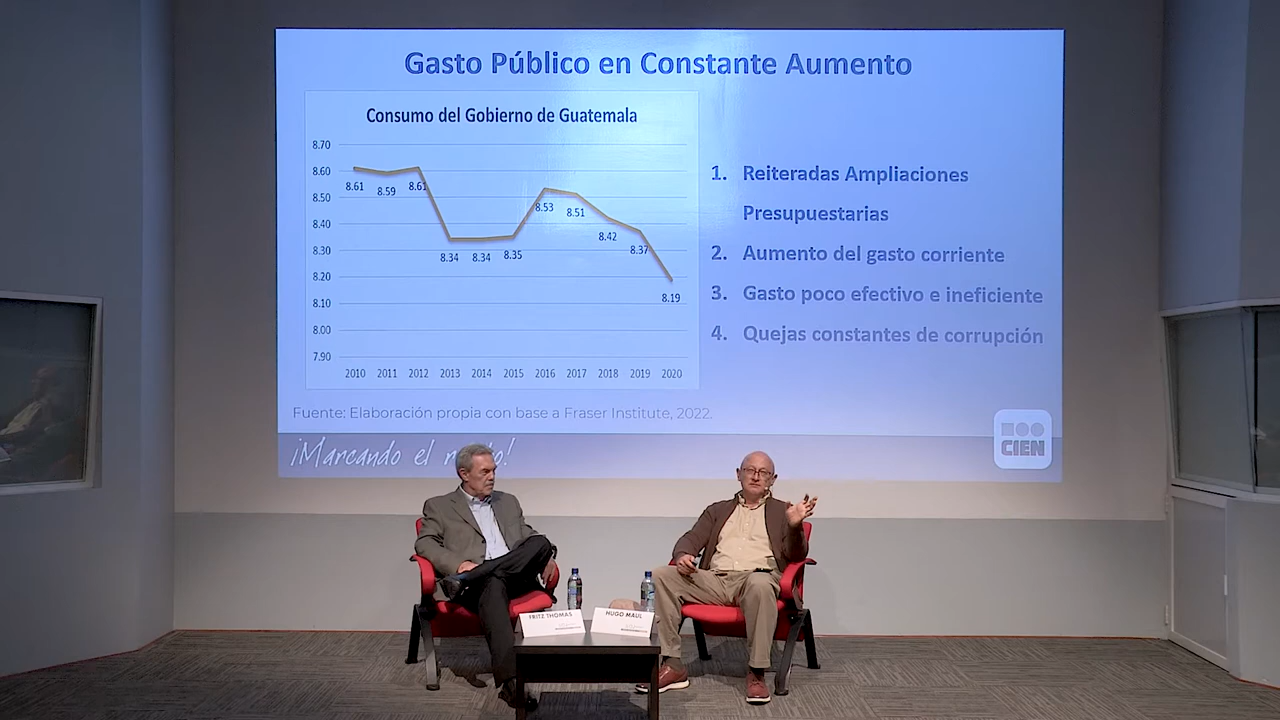 Gasto Público en Constante Aumento
Consumo del Gobierno de Guatemala
8.70
8.60
8.50
8.40
8.30
8.20
8.10
8.00
7.90
8.61
8.59
8.61
8.34
8.34
8.35
8.53
8.51
8.42
8.37
8.19
2010 2011 2012 2013 2014 2015 2016 2017 2018 2019 2020
1. Reiteradas Ampliaciones
Presupuestarias
2. Aumento del gasto corriente
3. Gasto poco efectivo e ineficiente
4. Quejas constantes de corrupción
Fuente: Elaboración propia con base a Fraser Institute, 2022.
¡Marcando el
CIEN
FRITZ THOMAS
HUGO MAUL